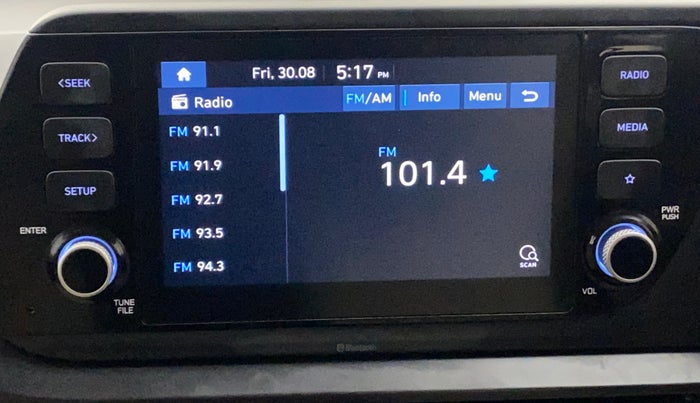 Fri, 30.08 5:17 PM
Radio FM/AM Info Menu
FM 91.1
FM 91.9
FM 92.7
FM 93.5
FM 94.3
FM
101.4
SCAN
<SEEK
TRACK>
SETUP
ENTER
TUNE
FILE
RADIO
MEDIA
PWR
PUSH
VOL
Bluetooth